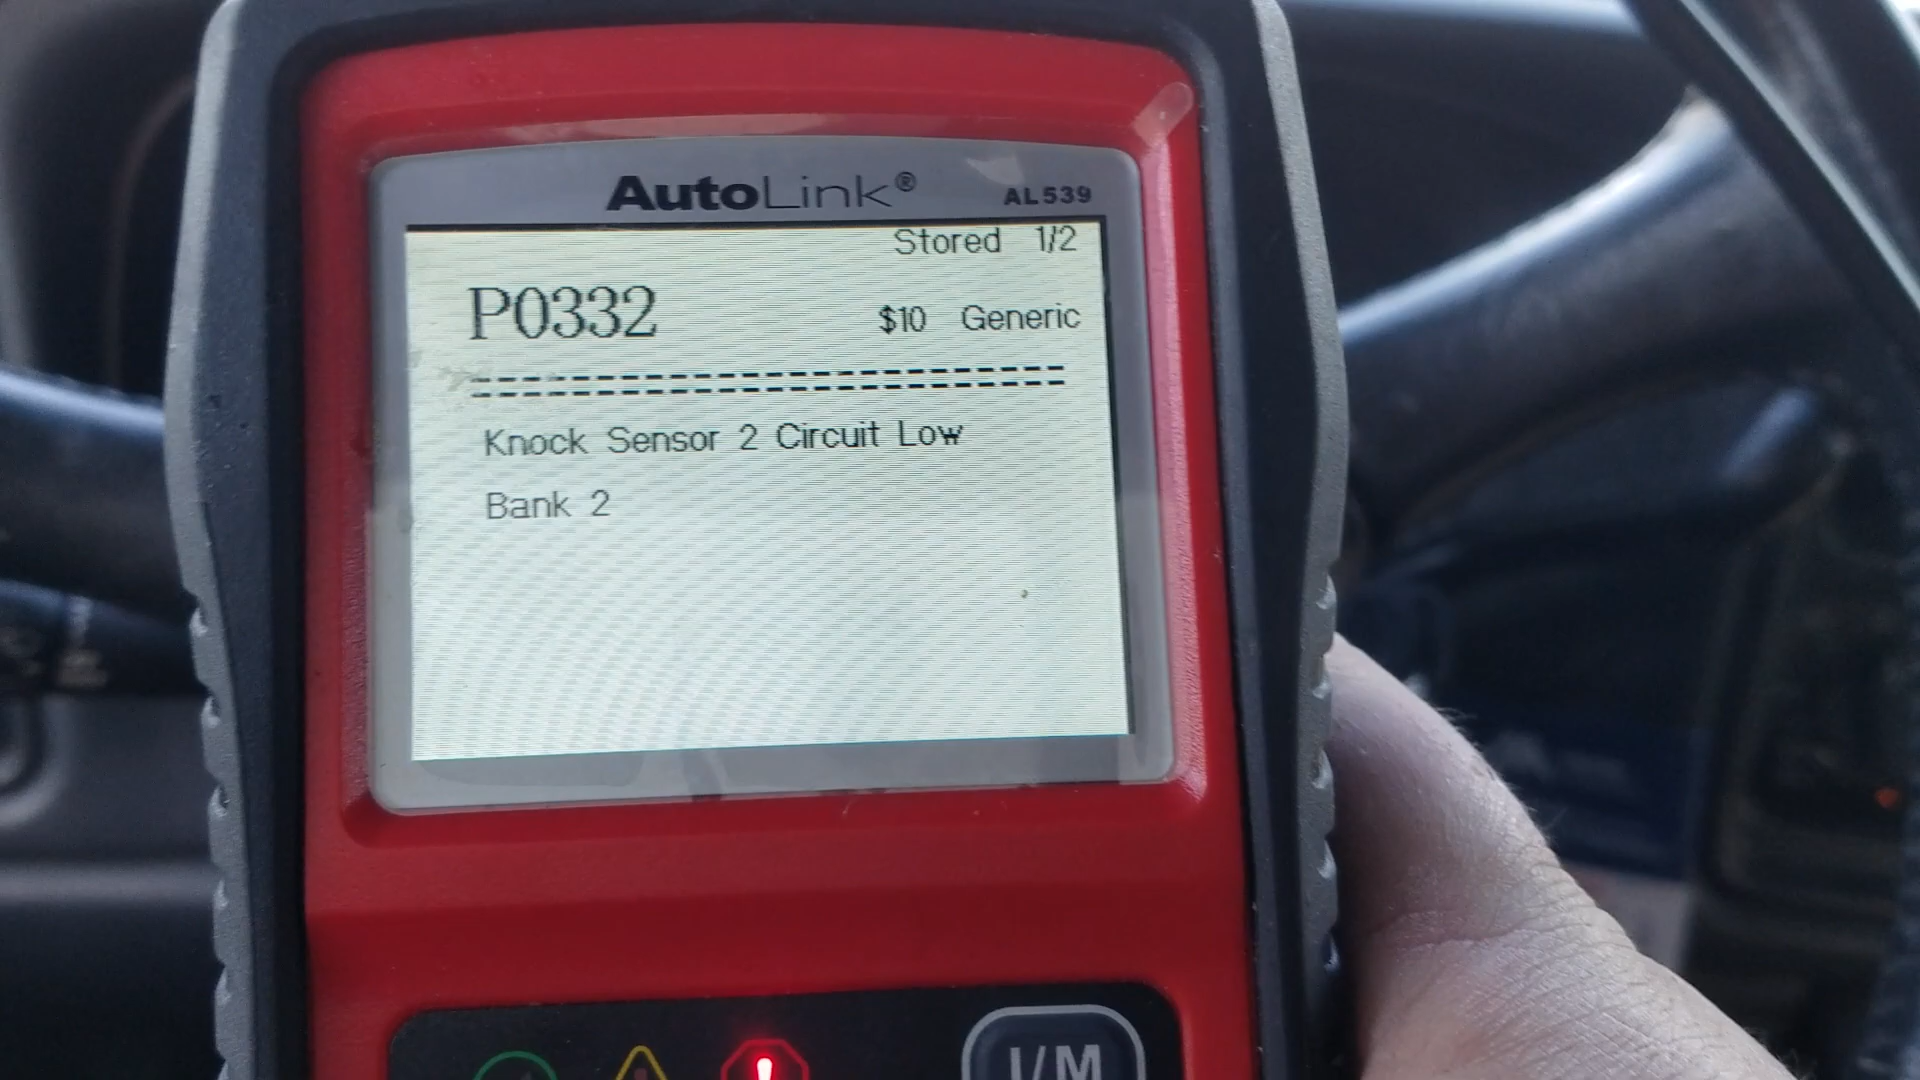 AutoLink® AL539
Stored 1/2
P0332 $10 Generic
==========================
Knock Sensor 2 Circuit Low
Bank 2
I/M